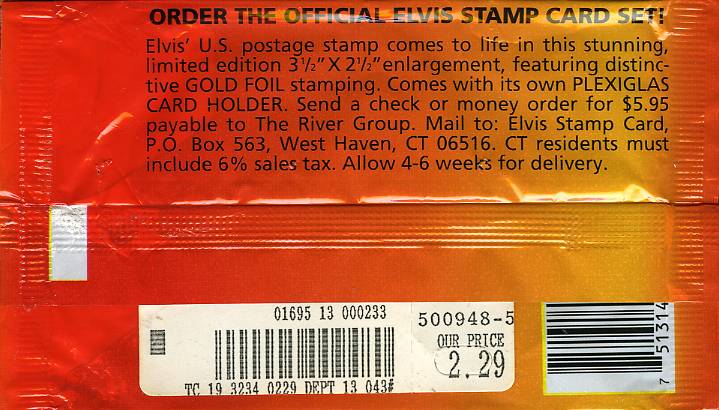 ORDER THE OFFICIAL ELVIS STAMP CARD SET!
Elvis' U.S. postage stamp comes to life in this stunning,
limited edition 3½" X 2½" enlargement, featuring distinc-
tive GOLD FOIL stamping. Comes with its own PLEXIGLAS
CARD HOLDER. Send a check or money order for $5.95
payable to The River Group. Mail to: Elvis Stamp Card,
P.O. Box 563, West Haven, CT 06516. CT residents must
include 6% sales tax. Allow 4-6 weeks for delivery.
01695 13 000233
TC 19 3234 0229 DEPT 13 043#
500948-5
OUR PRICE
2.29
7 51314